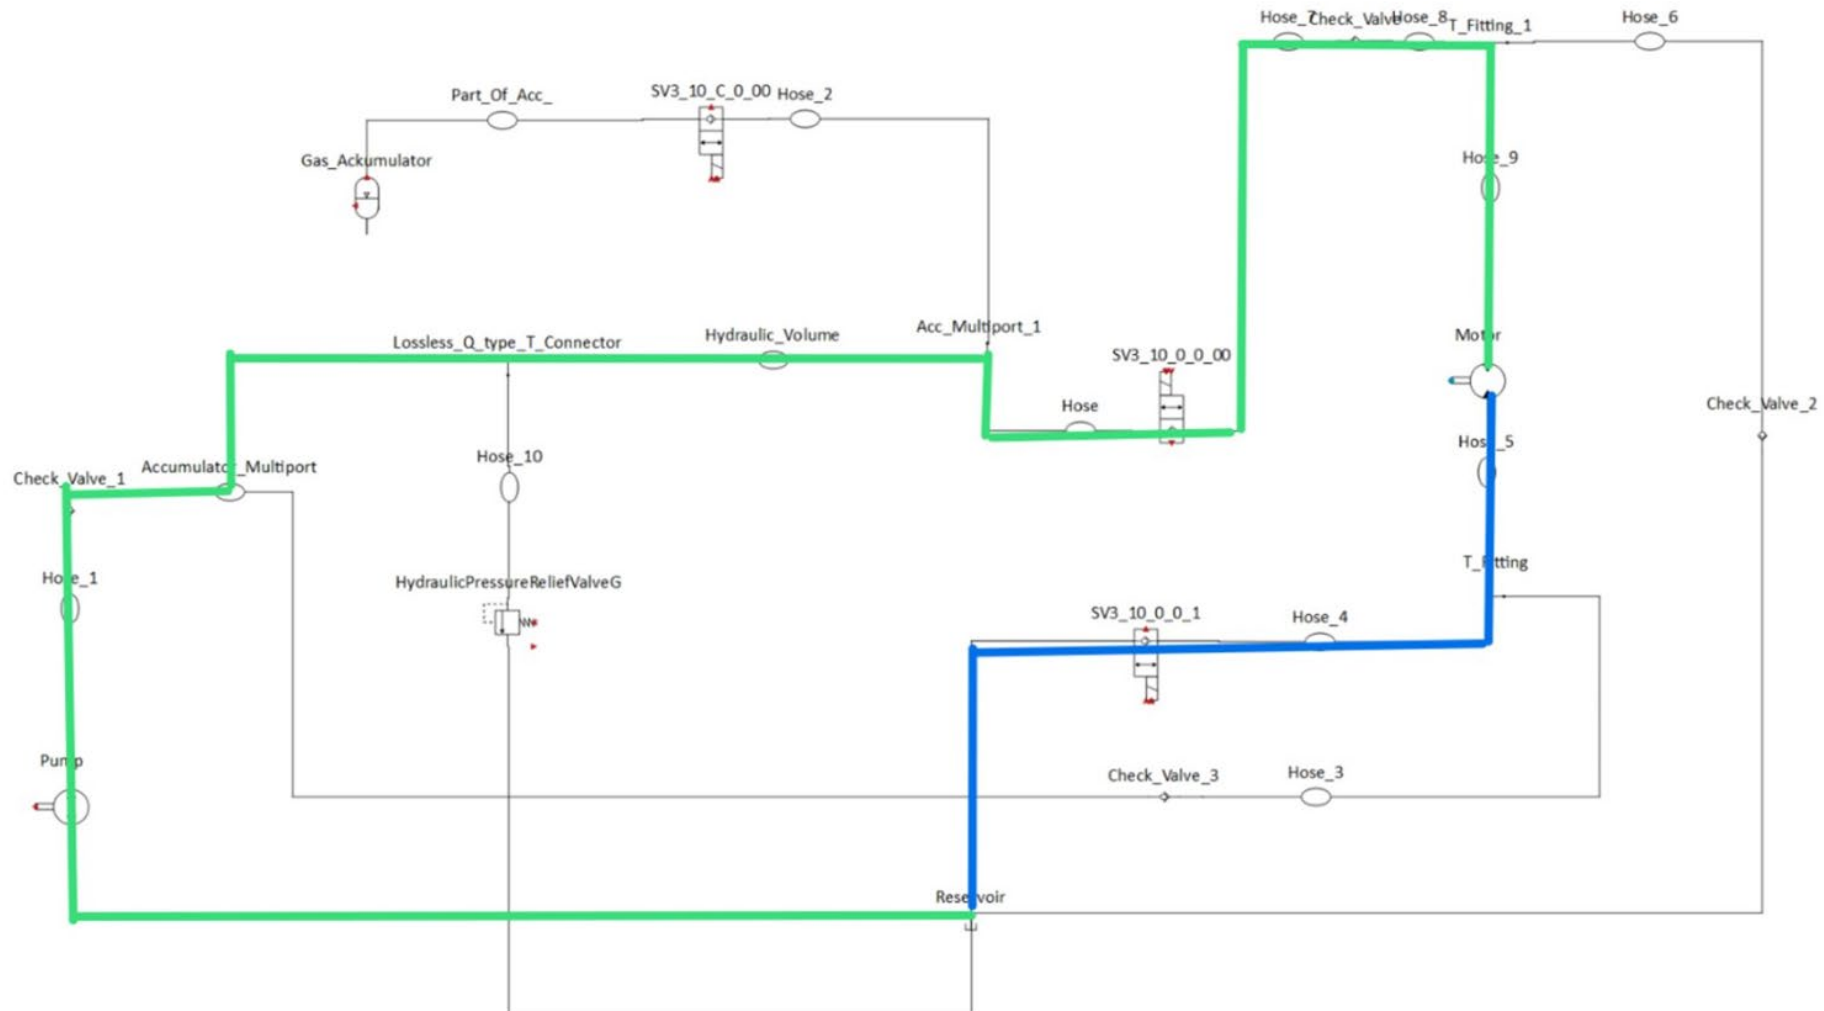 Hose_7
Check_Valve
Hose_8
T_Fitting_1
Hose_6
Part_Of_Acc_
SV3_10_C_0_00
Hose_2
Gas_Ackumulator
Hose_9
Lossless_Q_type_T_Connector
Hydraulic_Volume
Acc_Multiport_1
SV3_10_0_0_00
Motor
Hose
Check_Valve_2
Hose_5
Hose_10
Accumulator_Multiport
Check_Valve_1
Hose_1
HydraulicPressureReliefValveG
T_Fitting
SV3_10_0_0_1
Hose_4
Pump
Check_Valve_3
Hose_3
Reservoir